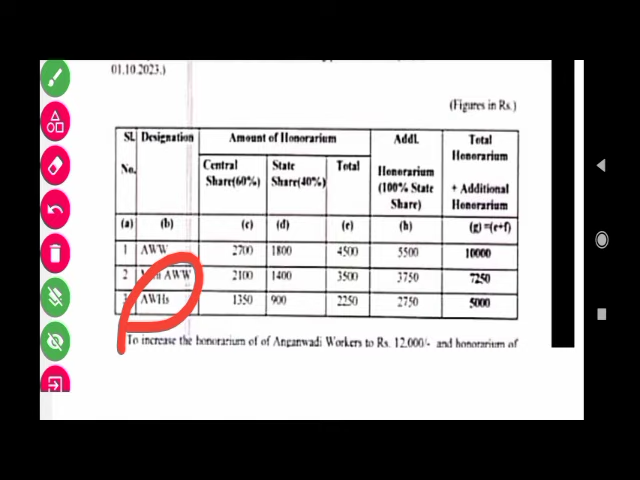 01.10.2023.)
(Figures in Rs.)
Sl. No. Designation Amount of Honorarium Addl. Honorarium (100% State Share) Total Honorarium + Additional Honorarium
Central Share(60%) State Share(40%) Total
(a) (b) (c) (d) (e) (h) (g) =(e+f)
1 AWW 2700 1800 4500 5500 10000
2 AWW 2100 1400 3500 3750 7250
3 AWHs 1350 900 2250 2750 5000
To increase the honorarium of of Anganwadi Workers to Rs. 12,000/- and honorarium of